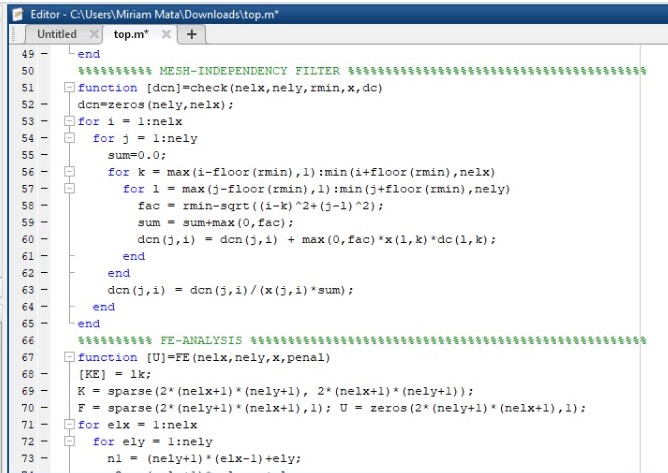 Editor - C:\Users\Miriam Mata\Downloads\top.m*
Untitled × top.m* × +
49 - end
50 %%%%%%%%%% MESH-INDEPENDENCY FILTER %%%%%%%%%%%%%%%%%%%%%%%%%%%%%%%%%%%%%%%%
51 function [dcn]=check(nelx,nely,rmin,x,dc)
52 - dcn=zeros(nely,nelx);
53 - for i = 1:nelx
54 - for j = 1:nely
55 - sum=0.0;
56 - for k = max(i-floor(rmin),1):min(i+floor(rmin),nelx)
57 - for l = max(j-floor(rmin),1):min(j+floor(rmin),nely)
58 - fac = rmin-sqrt((i-k)^2+(j-l)^2);
59 - sum = sum+max(0,fac);
60 - dcn(j,i) = dcn(j,i) + max(0,fac)*x(l,k)*dc(l,k);
61 - end
62 - end
63 - dcn(j,i) = dcn(j,i)/(x(j,i)*sum);
64 - end
65 - end
66 %%%%%%%%%% FE-ANALYSIS %%%%%%%%%%%%%%%%%%%%%%%%%%%%%%%%%%%%%%%%%%%%%%%%%%%%%
67 function [U]=FE(nelx,nely,x,penal)
68 - [KE] = lk;
69 - K = sparse(2*(nelx+1)*(nely+1), 2*(nelx+1)*(nely+1));
70 - F = sparse(2*(nely+1)*(nelx+1),1); U = zeros(2*(nely+1)*(nelx+1),1);
71 - for elx = 1:nelx
72 - for ely = 1:nely
73 - n1 = (nely+1)*(elx-1)+ely;